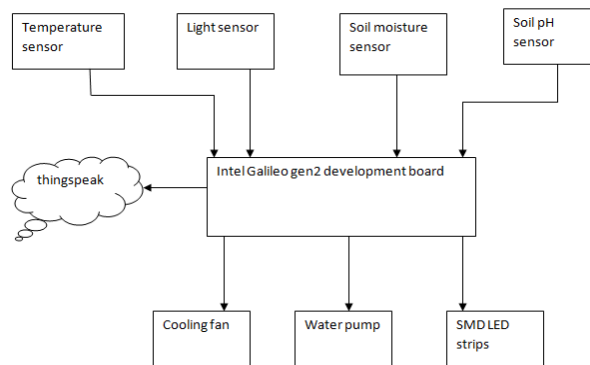 Temperature
sensor
Light sensor
Soil moisture
sensor
Soil pH
sensor
thingspeak
Intel Galileo gen2 development board
Cooling fan
Water pump
SMD LED
strips